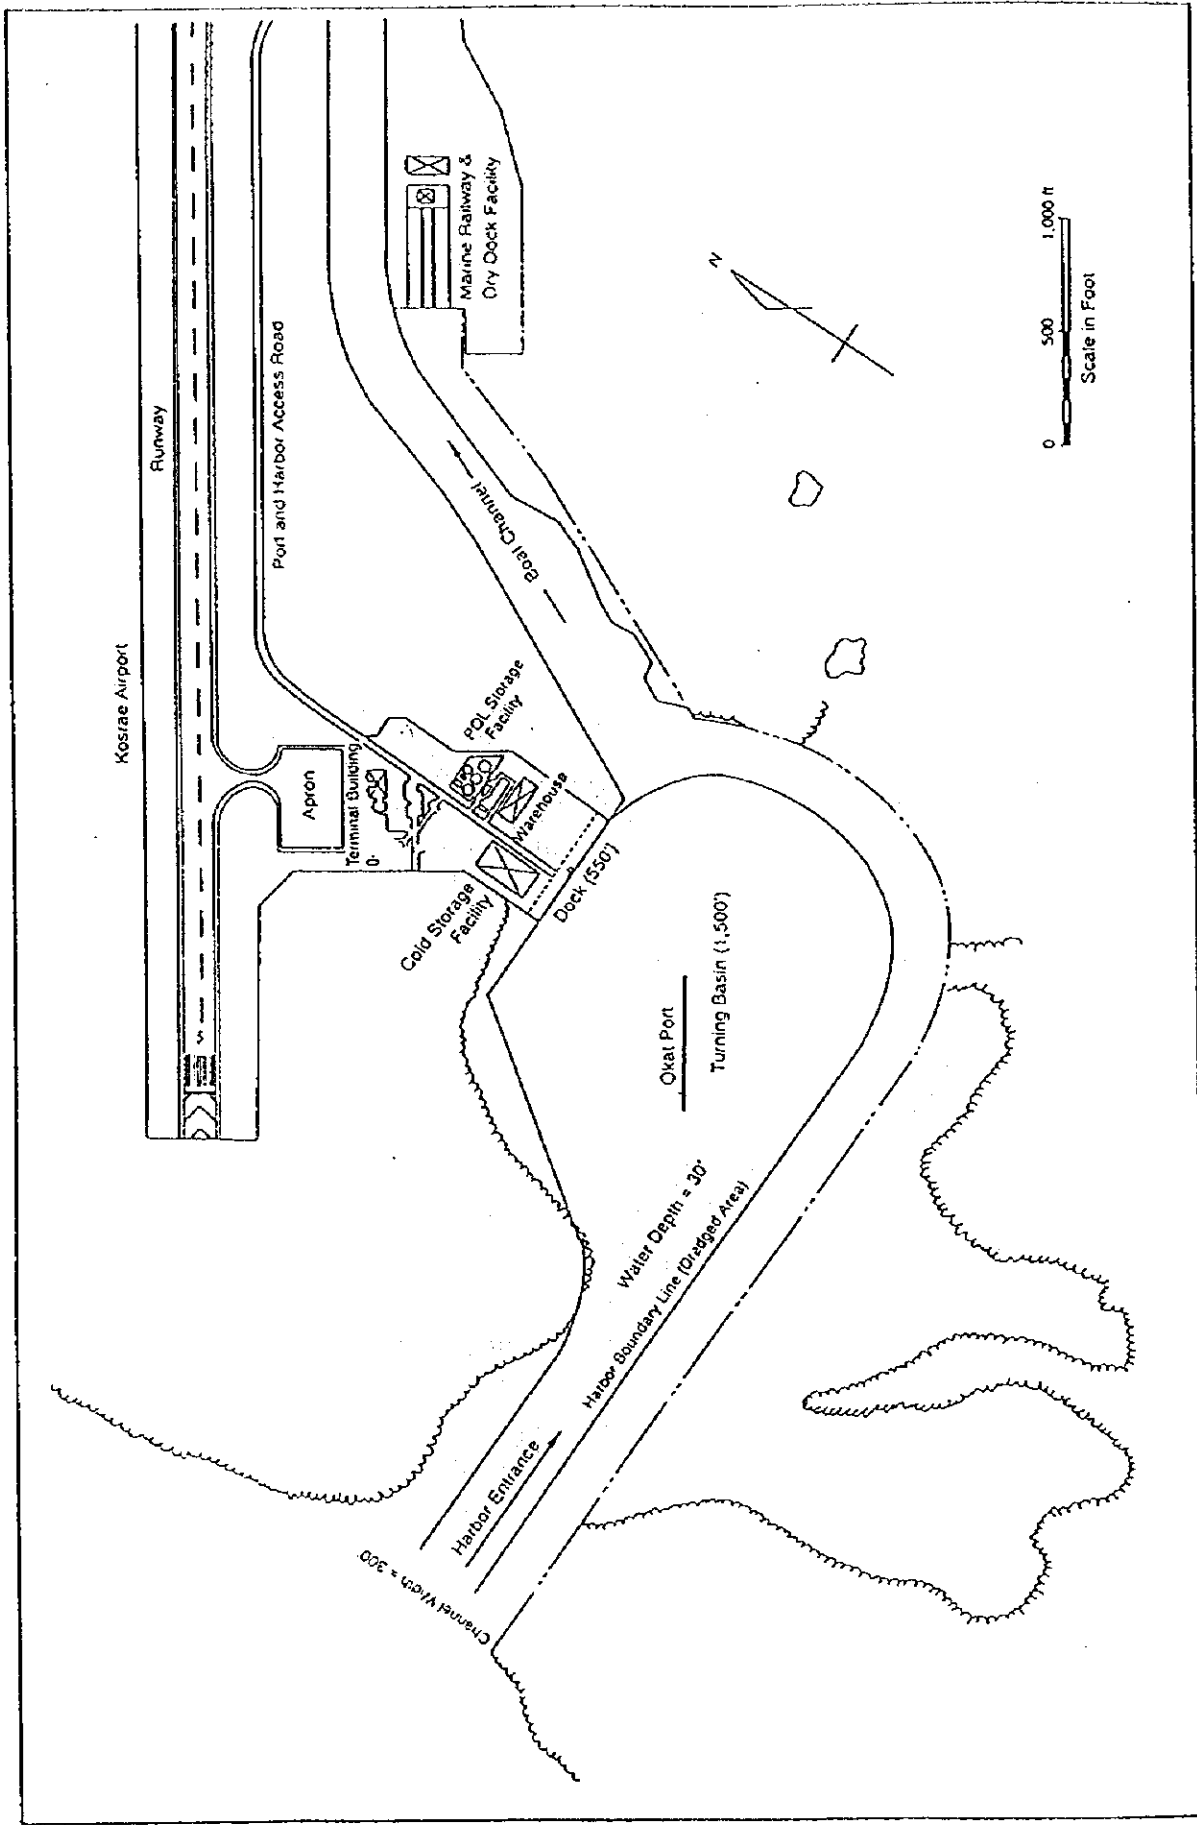 Kosrae Airport
Runway
Port and Harbor Access Road
Apron
Terminal Building
Marine Railway &
Dry Dock Facility
Boat Channel
POL Storage
Facility
Warehouse
Cold Storage
Facility
Dock (550')
Okat Port
Turning Basin (1,500')
Water Depth = 30'
Harbor Boundary Line (Dredged Area)
Harbor Entrance
Channel Width = 300'
N
0 500 1,000 ft
Scale in Foot